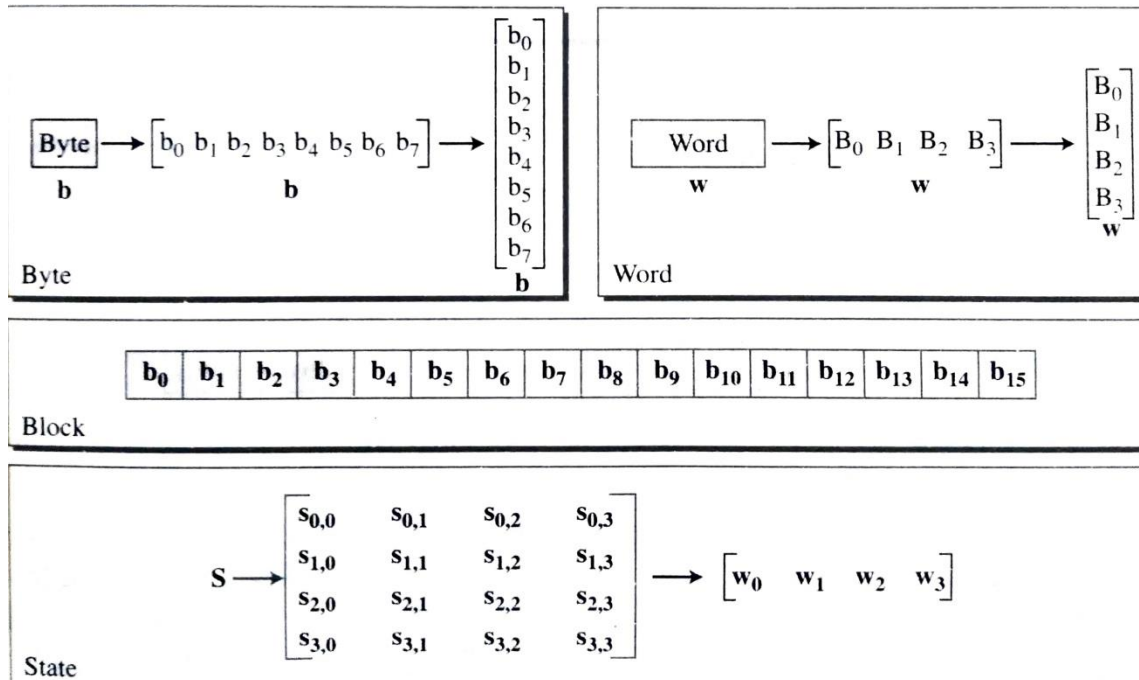 Byte b₀ b₁ b₂ b₃ b₄ b₅ b₆ b₇
b b
b₀
b₁
b₂
b₃
b₄
b₅
b₆
b₇
b
Byte
Word B₀ B₁ B₂ B₃
w w
B₀
B₁
B₂
B₃
w
Word
b₀ b₁ b₂ b₃ b₄ b₅ b₆ b₇ b₈ b₉ b₁₀ b₁₁ b₁₂ b₁₃ b₁₄ b₁₅
Block
s₀,₀ s₀,₁ s₀,₂ s₀,₃
s₁,₀ s₁,₁ s₁,₂ s₁,₃
S w₀ w₁ w₂ w₃
s₂,₀ s₂,₁ s₂,₂ s₂,₃
s₃,₀ s₃,₁ s₃,₂ s₃,₃
State